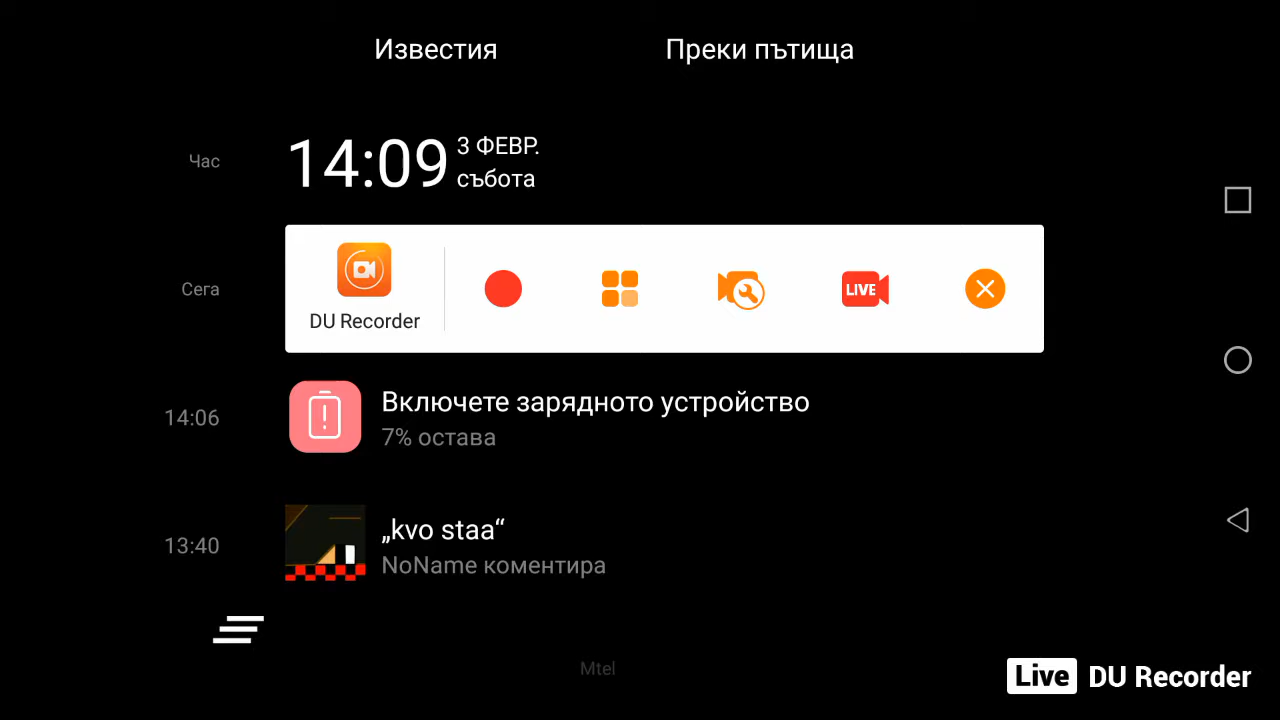 Известия
Преки пътища
Час
14:09
3 ФЕВР.
събота
Сега
DU Recorder
LIVE
14:06
Включете зарядното устройство
7% остава
13:40
„kvo staa“
NoName коментира
Mtel
Live DU Recorder